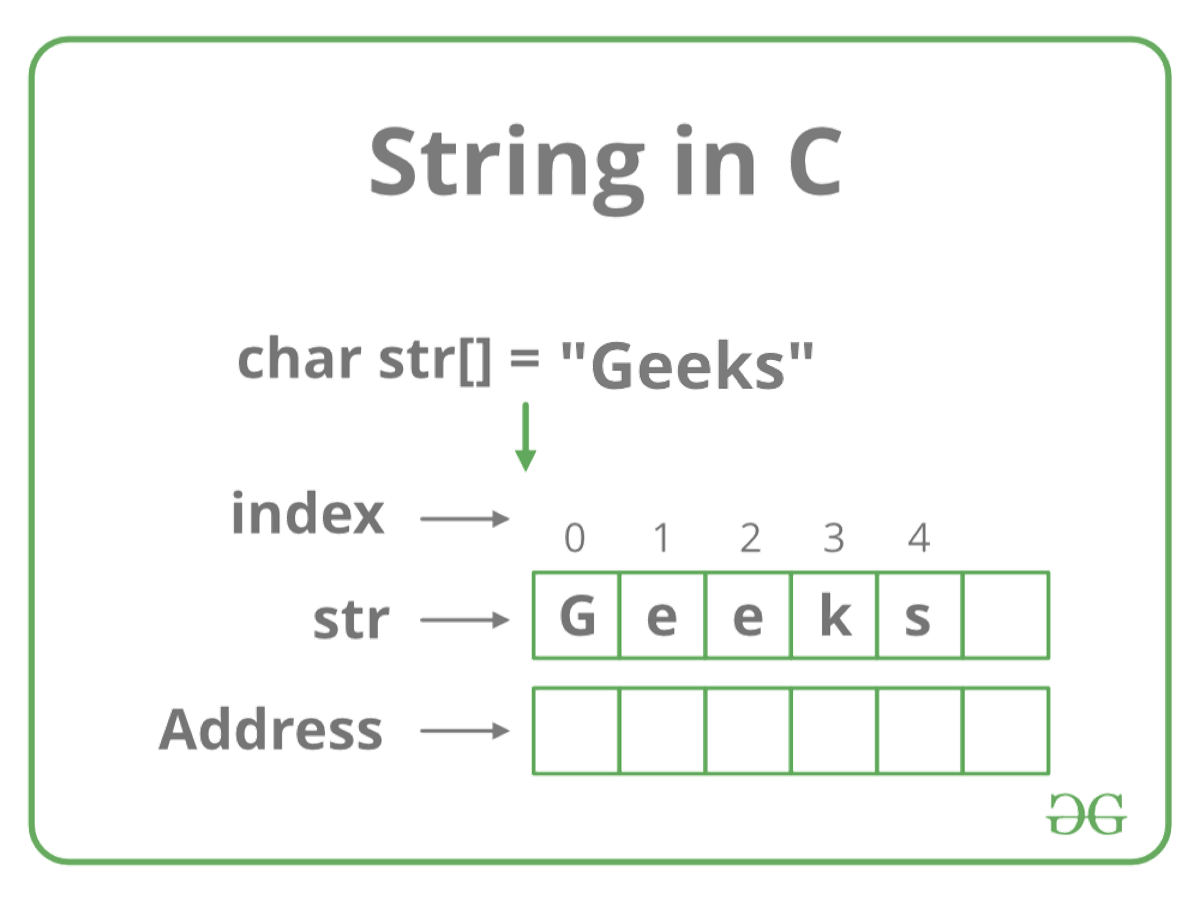 String in C
char str[] = "Geeks"
index
0 1 2 3 4
str G e e k s
Address